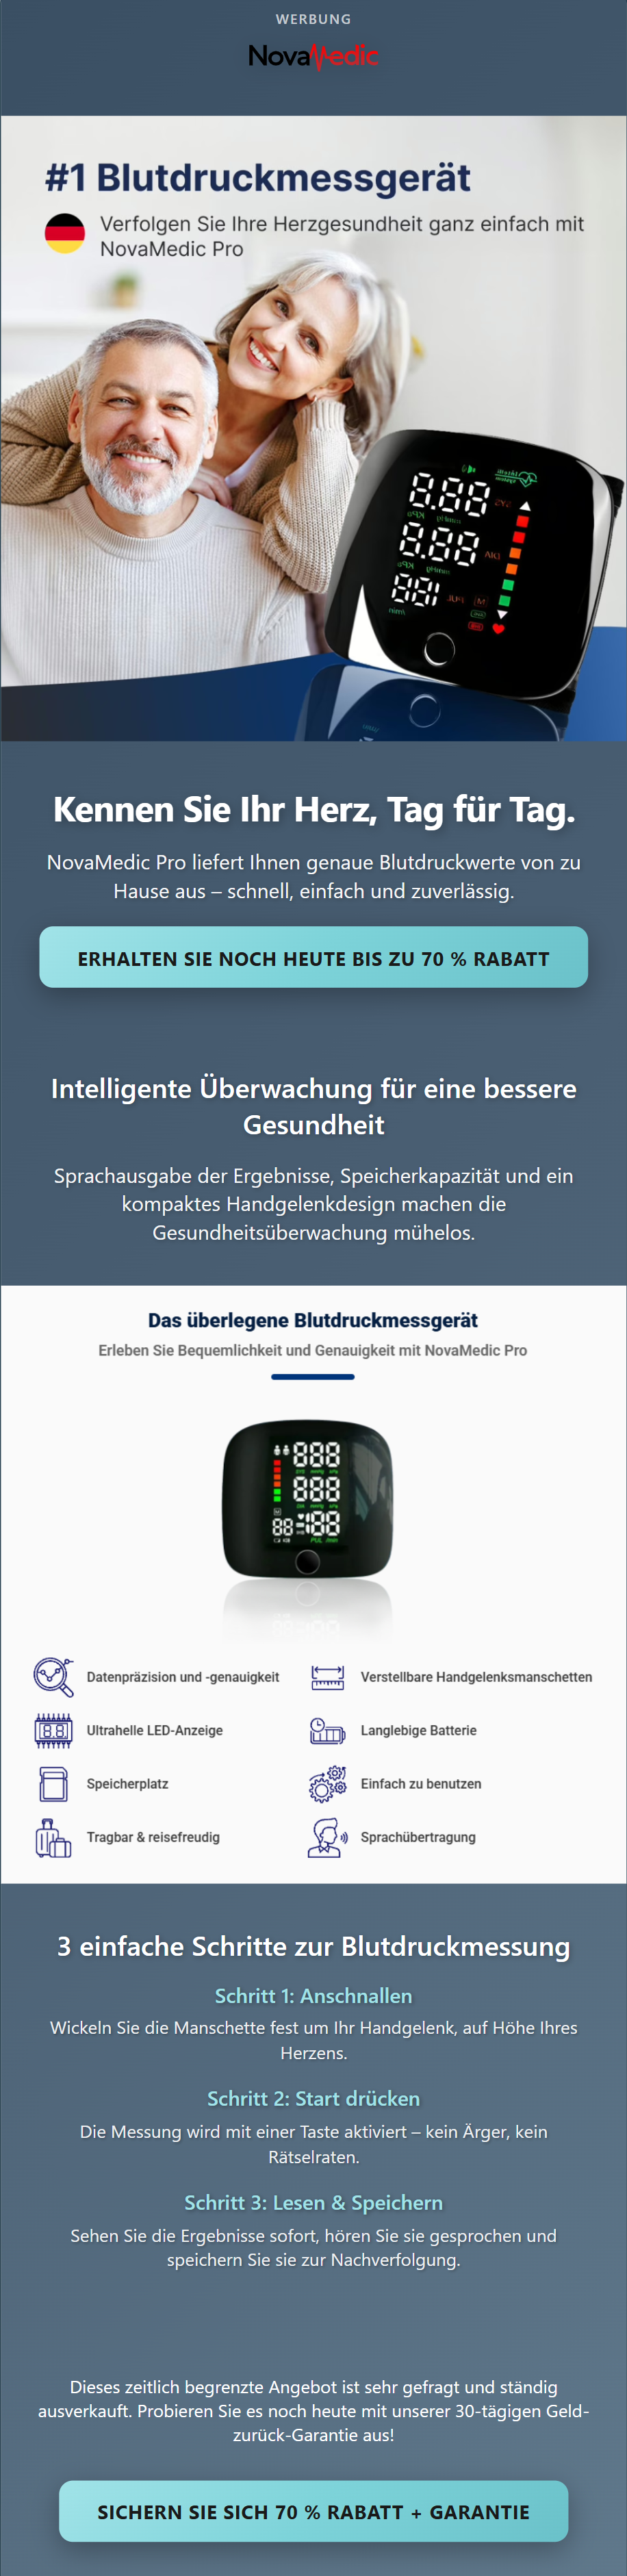 WERBUNG
NovaMedic
#1 Blutdruckmessgerät
Verfolgen Sie Ihre Herzgesundheit ganz einfach mit
NovaMedic Pro
Kennen Sie Ihr Herz, Tag für Tag.
NovaMedic Pro liefert Ihnen genaue Blutdruckwerte von zu
Hause aus – schnell, einfach und zuverlässig.
ERHALTEN SIE NOCH HEUTE BIS ZU 70 % RABATT
Intelligente Überwachung für eine bessere
Gesundheit
Sprachausgabe der Ergebnisse, Speicherkapazität und ein
kompaktes Handgelenkdesign machen die
Gesundheitsüberwachung mühelos.
Das überlegene Blutdruckmessgerät
Erleben Sie Bequemlichkeit und Genauigkeit mit NovaMedic Pro
888
888
88 188
PUL /min
Datenpräzision und -genauigkeit
Verstellbare Handgelenksmanschetten
Ultrahelle LED-Anzeige
Langlebige Batterie
Speicherplatz
Einfach zu benutzen
Tragbar & reisefreudig
Sprachübertragung
3 einfache Schritte zur Blutdruckmessung
Schritt 1: Anschnallen
Wickeln Sie die Manschette fest um Ihr Handgelenk, auf Höhe Ihres
Herzens.
Schritt 2: Start drücken
Die Messung wird mit einer Taste aktiviert – kein Ärger, kein
Rätselraten.
Schritt 3: Lesen & Speichern
Sehen Sie die Ergebnisse sofort, hören Sie sie gesprochen und
speichern Sie sie zur Nachverfolgung.
Dieses zeitlich begrenzte Angebot ist sehr gefragt und ständig
ausverkauft. Probieren Sie es noch heute mit unserer 30-tägigen Geld-
zurück-Garantie aus!
SICHERN SIE SICH 70 % RABATT + GARANTIE